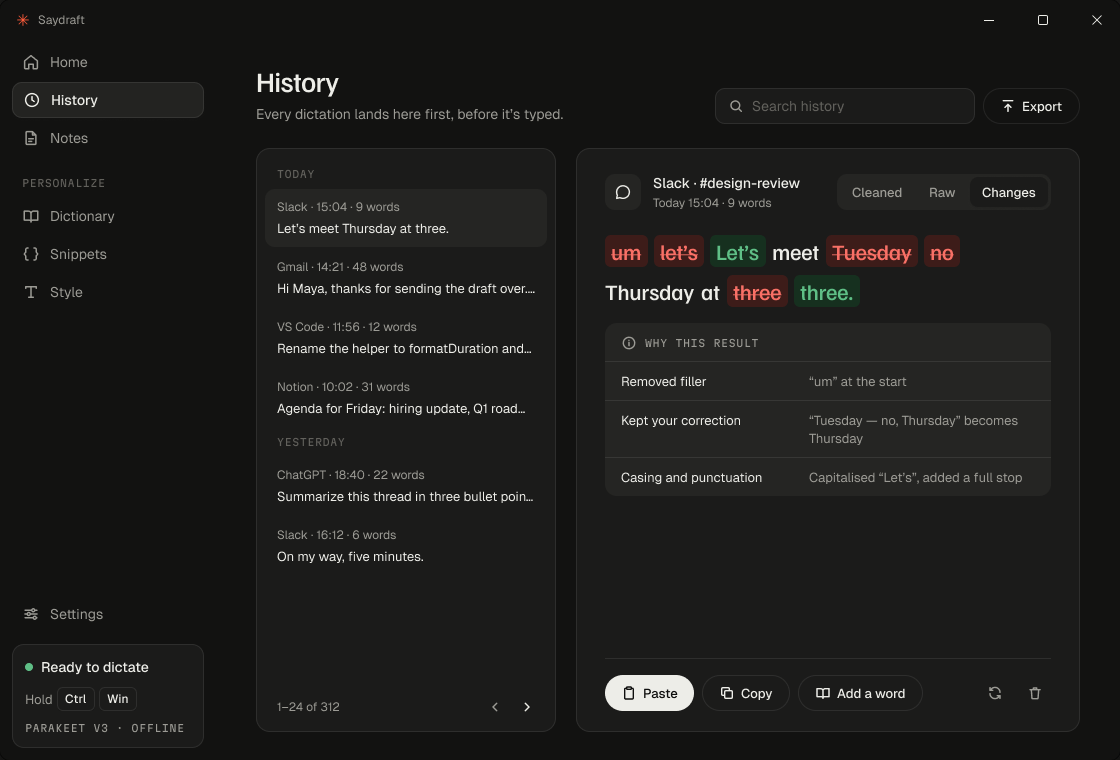 Saydraft
Home
History
Notes
PERSONALIZE
Dictionary
Snippets
Style
Settings
Ready to dictate
Hold Ctrl Win
PARAKEET V3 · OFFLINE
History
Every dictation lands here first, before it's typed.
Search history
Export
TODAY
Slack · 15:04 · 9 words
Let's meet Thursday at three.
Gmail · 14:21 · 48 words
Hi Maya, thanks for sending the draft over....
VS Code · 11:56 · 12 words
Rename the helper to formatDuration and...
Notion · 10:02 · 31 words
Agenda for Friday: hiring update, Q1 road...
YESTERDAY
ChatGPT · 18:40 · 22 words
Summarize this thread in three bullet poin...
Slack · 16:12 · 6 words
On my way, five minutes.
1–24 of 312
Slack · #design-review
Today 15:04 · 9 words
Cleaned Raw Changes
um let's Let's meet Tuesday no
Thursday at three three.
WHY THIS RESULT
Removed filler
“um” at the start
Kept your correction
“Tuesday — no, Thursday” becomes
Thursday
Casing and punctuation
Capitalised “Let's”, added a full stop
Paste
Copy
Add a word